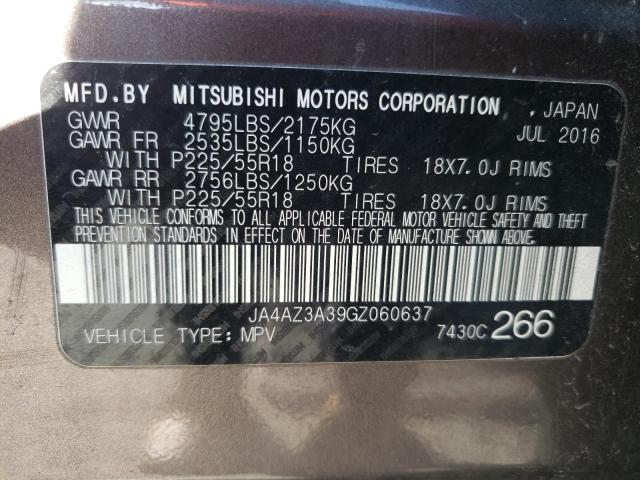 MFD.BY MITSUBISHI MOTORS CORPORATION , JAPAN
GVWR 4795LBS/2175KG JUL 2016
GAWR FR 2535LBS/1150KG
WITH P225/55R18 TIRES 18X7.0J RIMS
GAWR RR 2756LBS/1250KG
WITH P225/55R18 TIRES 18X7.0J RIMS
THIS VEHICLE CONFORMS TO ALL APPLICABLE FEDERAL MOTOR VEHICLE SAFETY AND THEFT
PREVENTION STANDARDS IN EFFECT ON THE DATE OF MANUFACTURE SHOWN ABOVE.
JA4AZ3A39GZ060637
VEHICLE TYPE: MPV 7430C 266